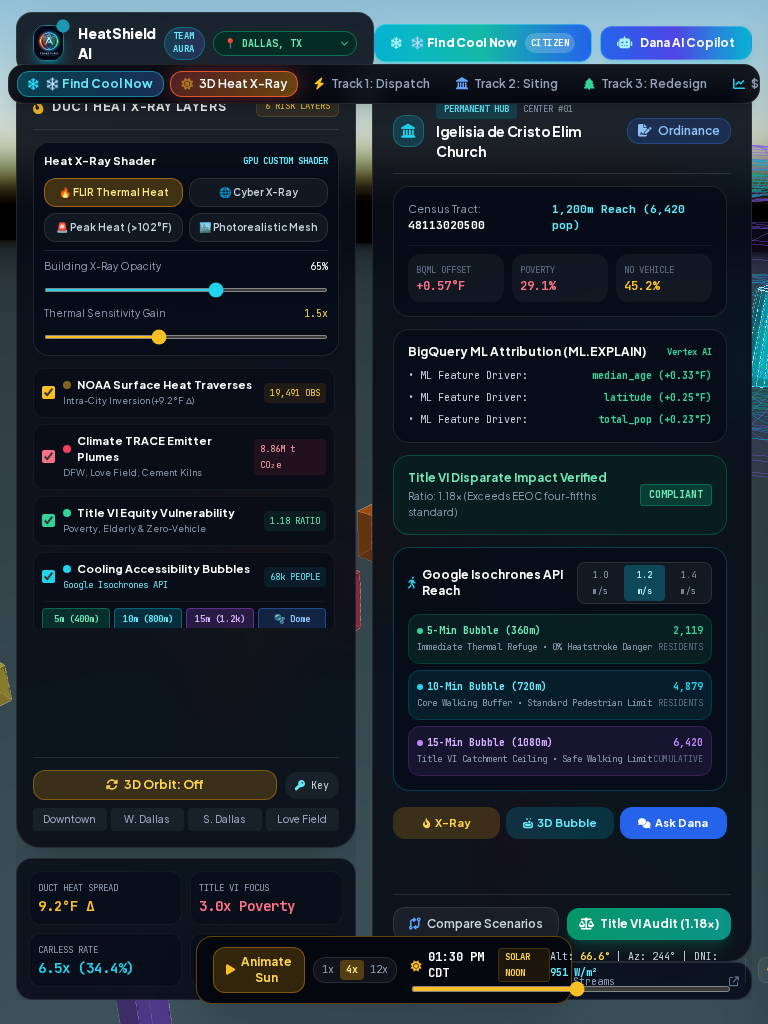 HeatShield AI
TEAM AURA
📍 DALLAS, TX
❄️ Find Cool Now
CITIZEN
Dana AI Copilot
❄️ Find Cool Now
3D Heat X-Ray
Track 1: Dispatch
Track 2: Siting
Track 3: Redesign
$
DUCT HEAT X-RAY LAYERS
6 RISK LAYERS
Heat X-Ray Shader
GPU CUSTOM SHADER
🔥 FLIR Thermal Heat
🌐 Cyber X-Ray
🚨 Peak Heat (>102°F)
🏙️ Photorealistic Mesh
Building X-Ray Opacity
65%
Thermal Sensitivity Gain
1.5x
NOAA Surface Heat Traverses
Intra-City Inversion (+9.2°F Δ)
19,491 OBS
Climate TRACE Emitter Plumes
DFW, Love Field, Cement Kilns
8.86M t CO₂e
Title VI Equity Vulnerability
Poverty, Elderly & Zero-Vehicle
1.18 RATIO
Cooling Accessibility Bubbles
Google Isochrones API
68k PEOPLE
5m (400m)
10m (800m)
15m (1.2k)
Dome
3D Orbit: Off
Key
Downtown
W. Dallas
S. Dallas
Love Field
DUCT HEAT SPREAD
9.2°F Δ
TITLE VI FOCUS
3.0x Poverty
CARLESS RATE
6.5x (34.4%)
PERMANENT HUB
CENTER #01
Igelisia de Cristo Elim Church
Ordinance
Census Tract: 48113020500
1,200m Reach (6,420 pop)
BQML OFFSET
+0.57°F
POVERTY
29.1%
NO VEHICLE
45.2%
BigQuery ML Attribution (ML.EXPLAIN)
Vertex AI
• ML Feature Driver:
median_age (+0.33°F)
• ML Feature Driver:
latitude (+0.25°F)
• ML Feature Driver:
total_pop (+0.23°F)
Title VI Disparate Impact Verified
Ratio: 1.18x (Exceeds EEOC four-fifths standard)
COMPLIANT
Google Isochrones API Reach
1.0 m/s
1.2 m/s
1.4 m/s
5-Min Bubble (360m)
2,119
Immediate Thermal Refuge • 0% Heatstroke Danger
RESIDENTS
10-Min Bubble (720m)
4,879
Core Walking Buffer • Standard Pedestrian Limit
RESIDENTS
15-Min Bubble (1080m)
6,420
Title VI Catchment Ceiling • Safe Walking Limit
CUMULATIVE
X-Ray
3D Bubble
Ask Dana
Compare Scenarios
Title VI Audit (1.18x)
Animate Sun
1x
4x
12x
01:30 PM CDT
SOLAR NOON
Alt: 66.6° | Az: 244° | DNI: 951 W/m²
Streams